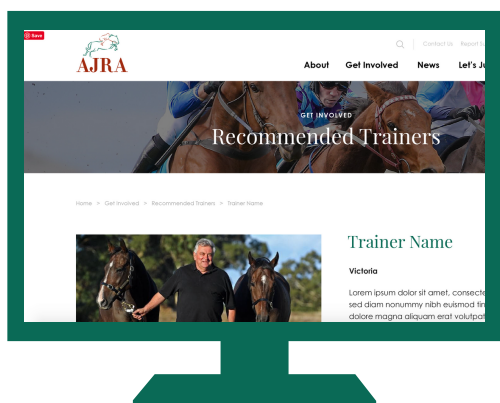 Save
AJRA
Contact Us Report
About Get Involved News Let's
GET INVOLVED
Recommended Trainers
Home > Get Involved > Recommended Trainers > Trainer Name
Trainer Name
Victoria
Lorem ipsum dolor sit amet, consecte
sed diam nonummy nibh euismod tin
dolore magna aliquam erat volutpat